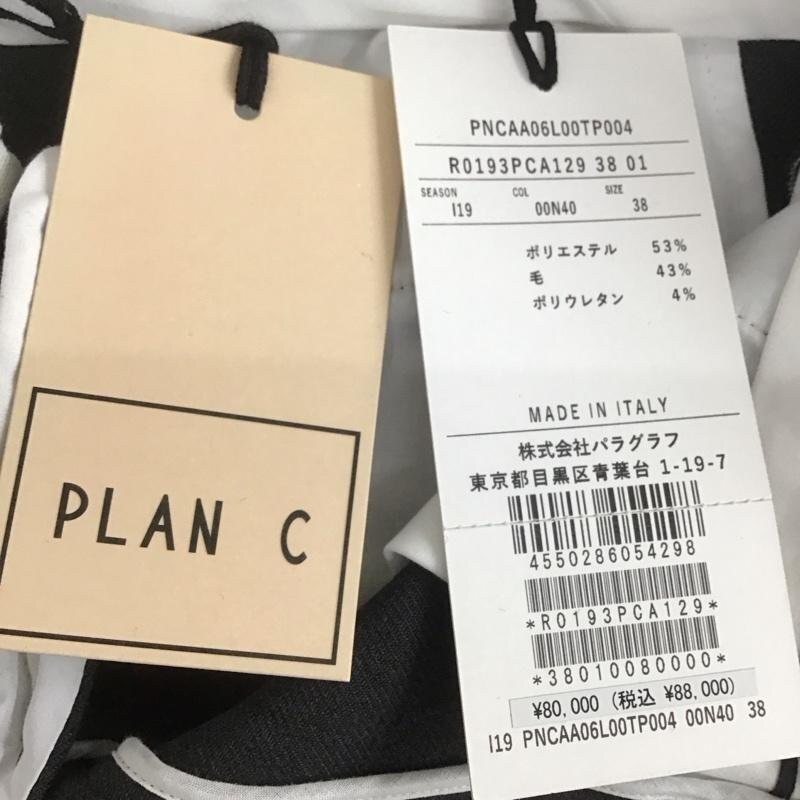 PLAN C
PNCAA06L00TP004
R0193PCA129 38 01
SEASON COL SIZE
I19 00N40 38
ポリエステル 53%
毛 43%
ポリウレタン 4%
MADE IN ITALY
株式会社パラグラフ
東京都目黒区青葉台 1-19-7
4550286054298
*R0193PCA129*
*38010080000*
¥80,000 (税込 ¥88,000)
I19 PNCAA06L00TP004 00N40 38